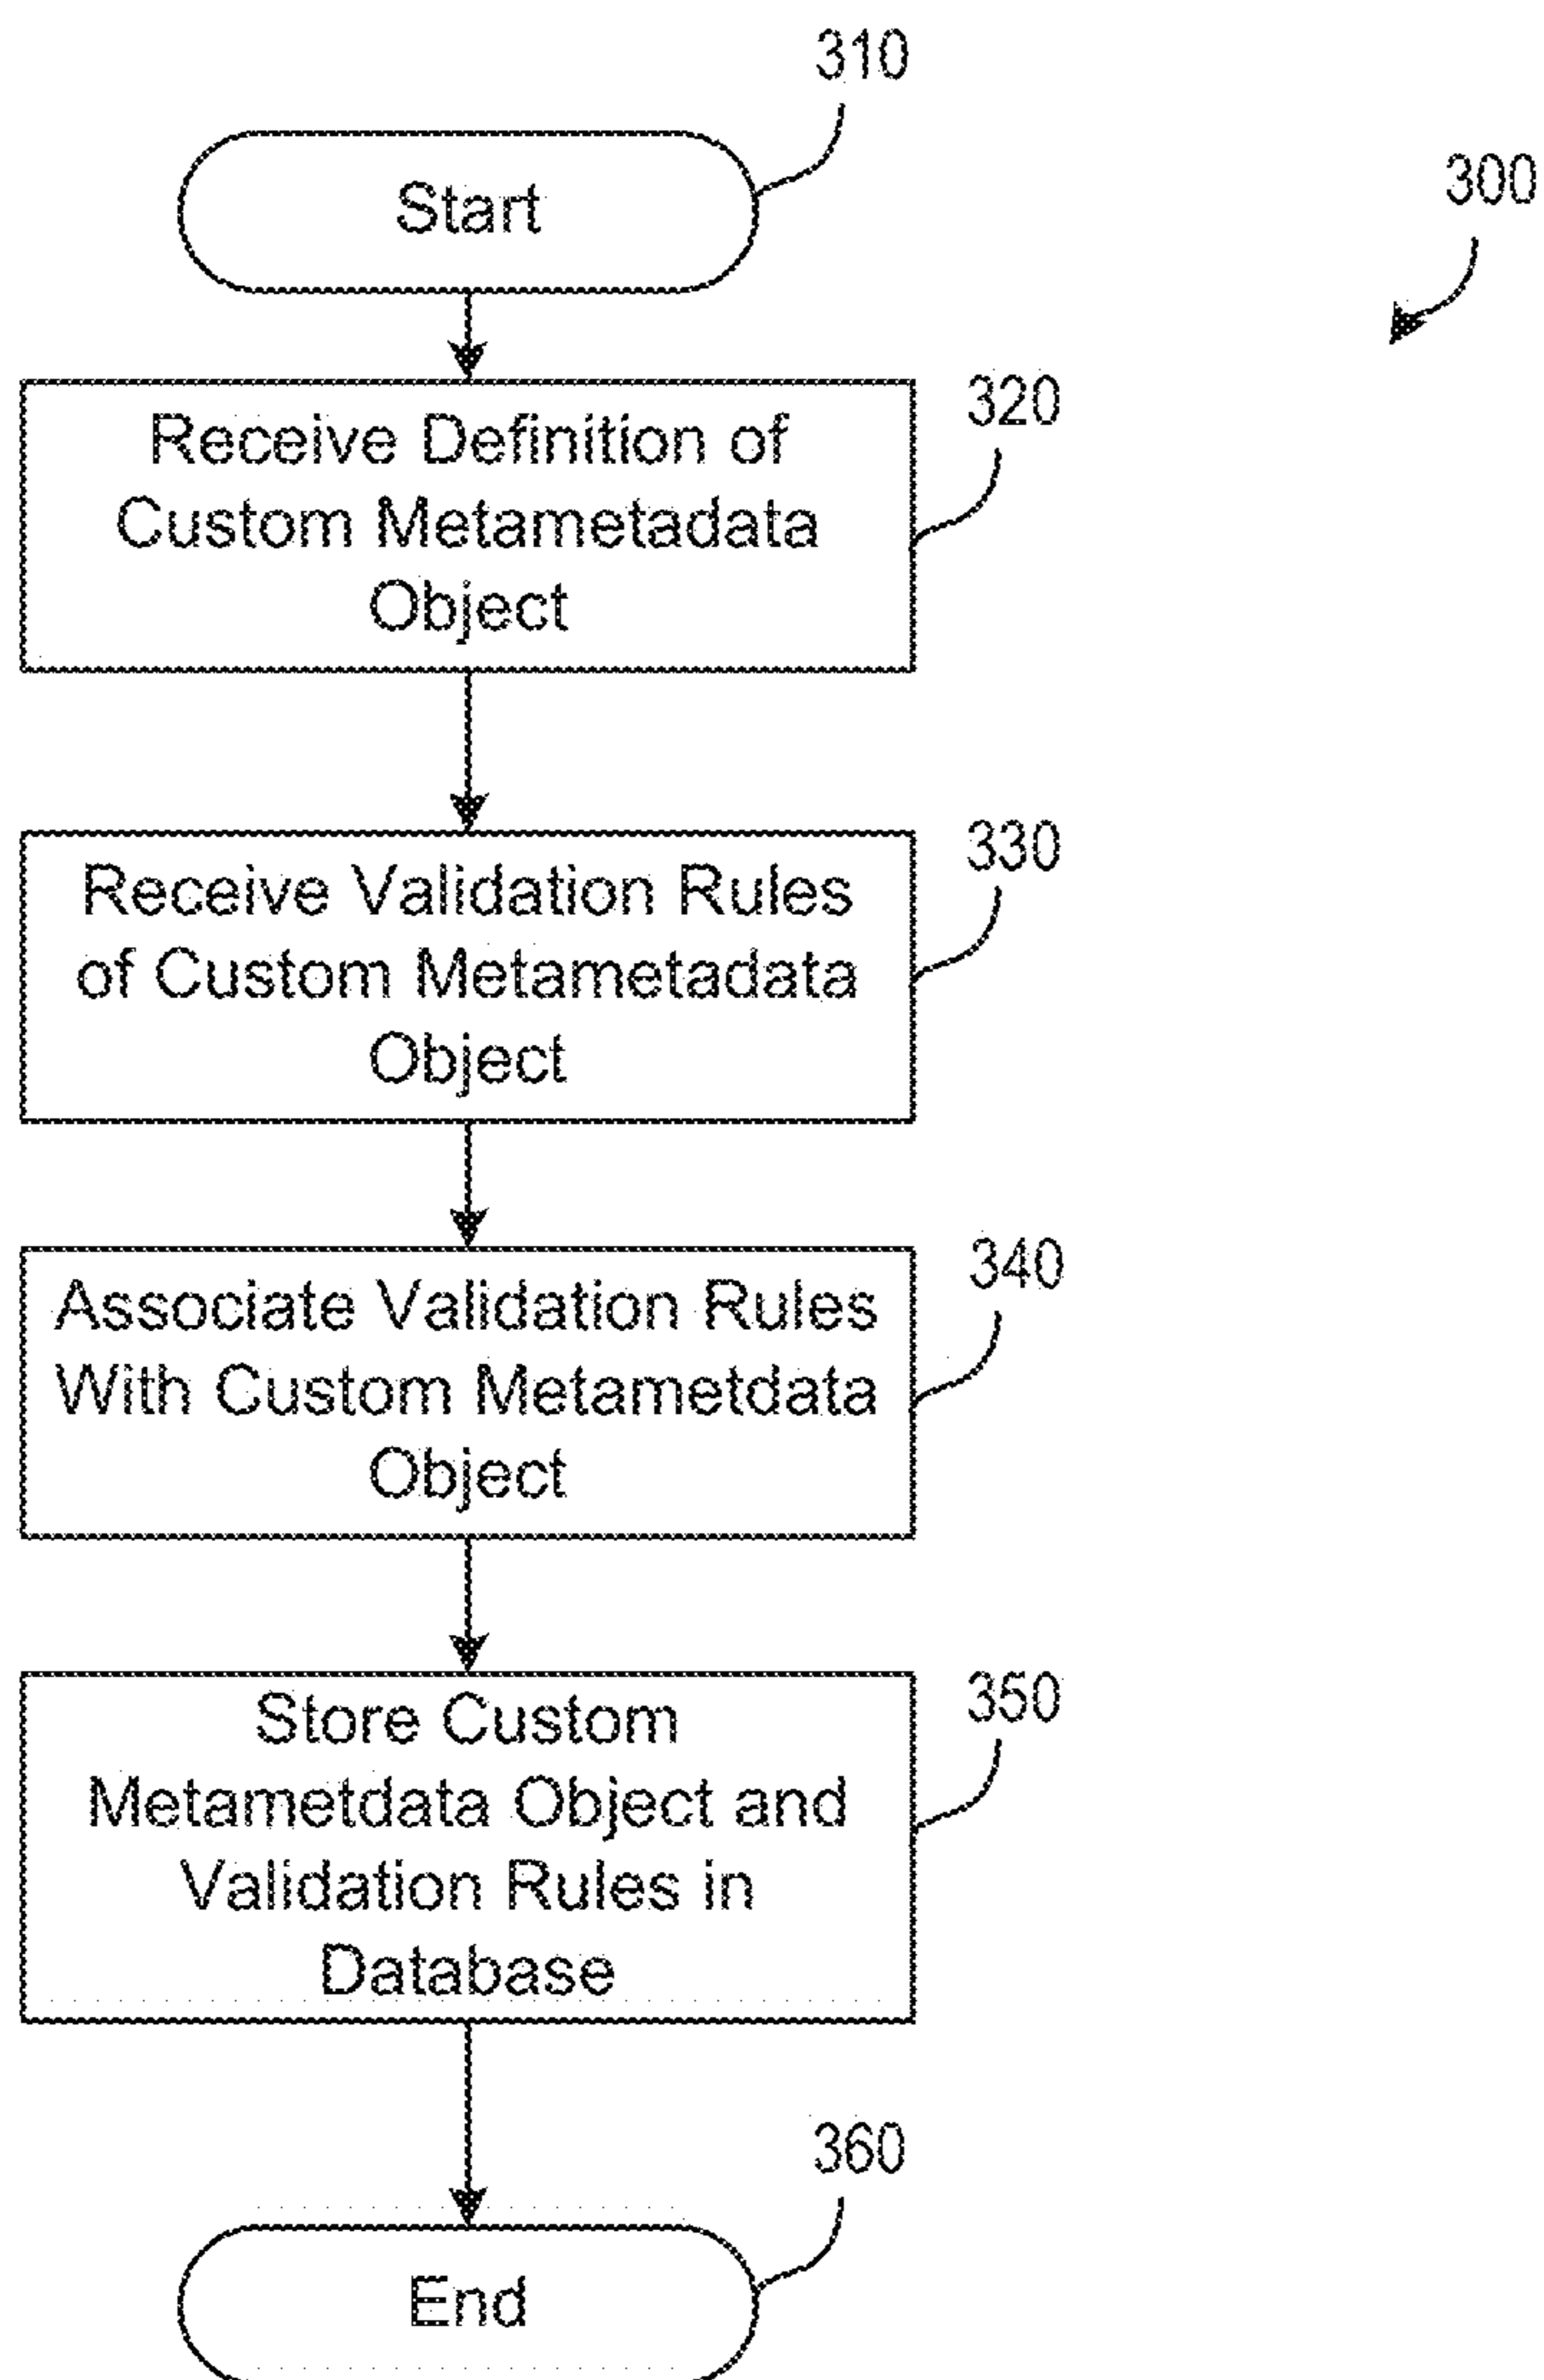 310
Start
300
Receive Definition of
Custom Metametadata
Object
320
Receive Validation Rules
of Custom Metametadata
Object
330
Associate Validation Rules
With Custom Metametdata
Object
340
Store Custom
Metametdata Object and
Validation Rules in
Database
350
360
End